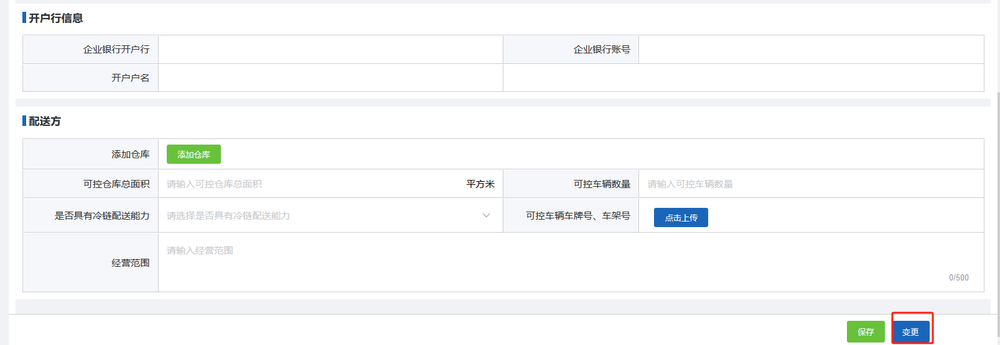 开户行信息
企业银行开户行 企业银行账号
开户户名
配送方
添加仓库 添加仓库
可控仓库总面积 请输入可控仓库总面积 平方米 可控车辆数量 请输入可控车辆数量
是否具有冷链配送能力 请选择是否具有冷链配送能力 可控车辆车牌号、车架号 点击上传
经营范围 请输入经营范围
0/500
保存 变更